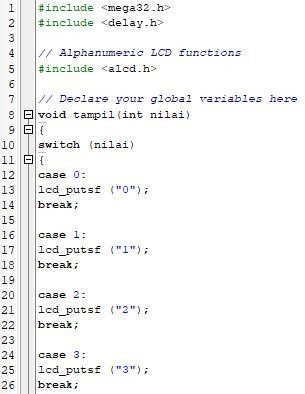 1 #include <mega32.h>
2 #include <delay.h>
3
4 // Alphanumeric LCD functions
5 #include <alcd.h>
6
7 // Declare your global variables here
8 void tampil(int nilai)
9 {
10 switch (nilai)
11 {
12 case 0:
13 lcd_putsf ("0");
14 break;
15
16 case 1:
17 lcd_putsf ("1");
18 break;
19
20 case 2:
21 lcd_putsf ("2");
22 break;
23
24 case 3:
25 lcd_putsf ("3");
26 break;